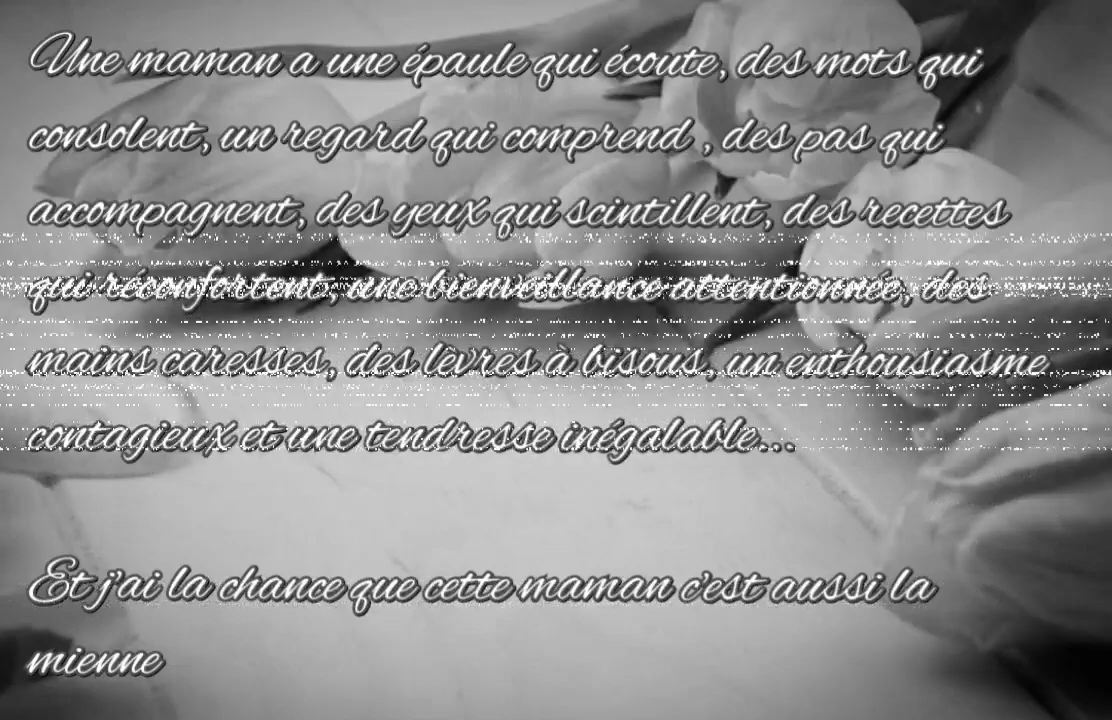 Une maman a une épaule qui écoute, des mots qui
consolent, un regard qui comprend , des pas qui
accompagnent, des yeux qui scintillent, des recettes
qui réconfortent, une bienveillance attentionnée, des
mains caresses, des lèvres à bisous, un enthousiasme
contagieux et une tendresse inégalable...
Et j'ai la chance que cette maman c'est aussi la
mienne